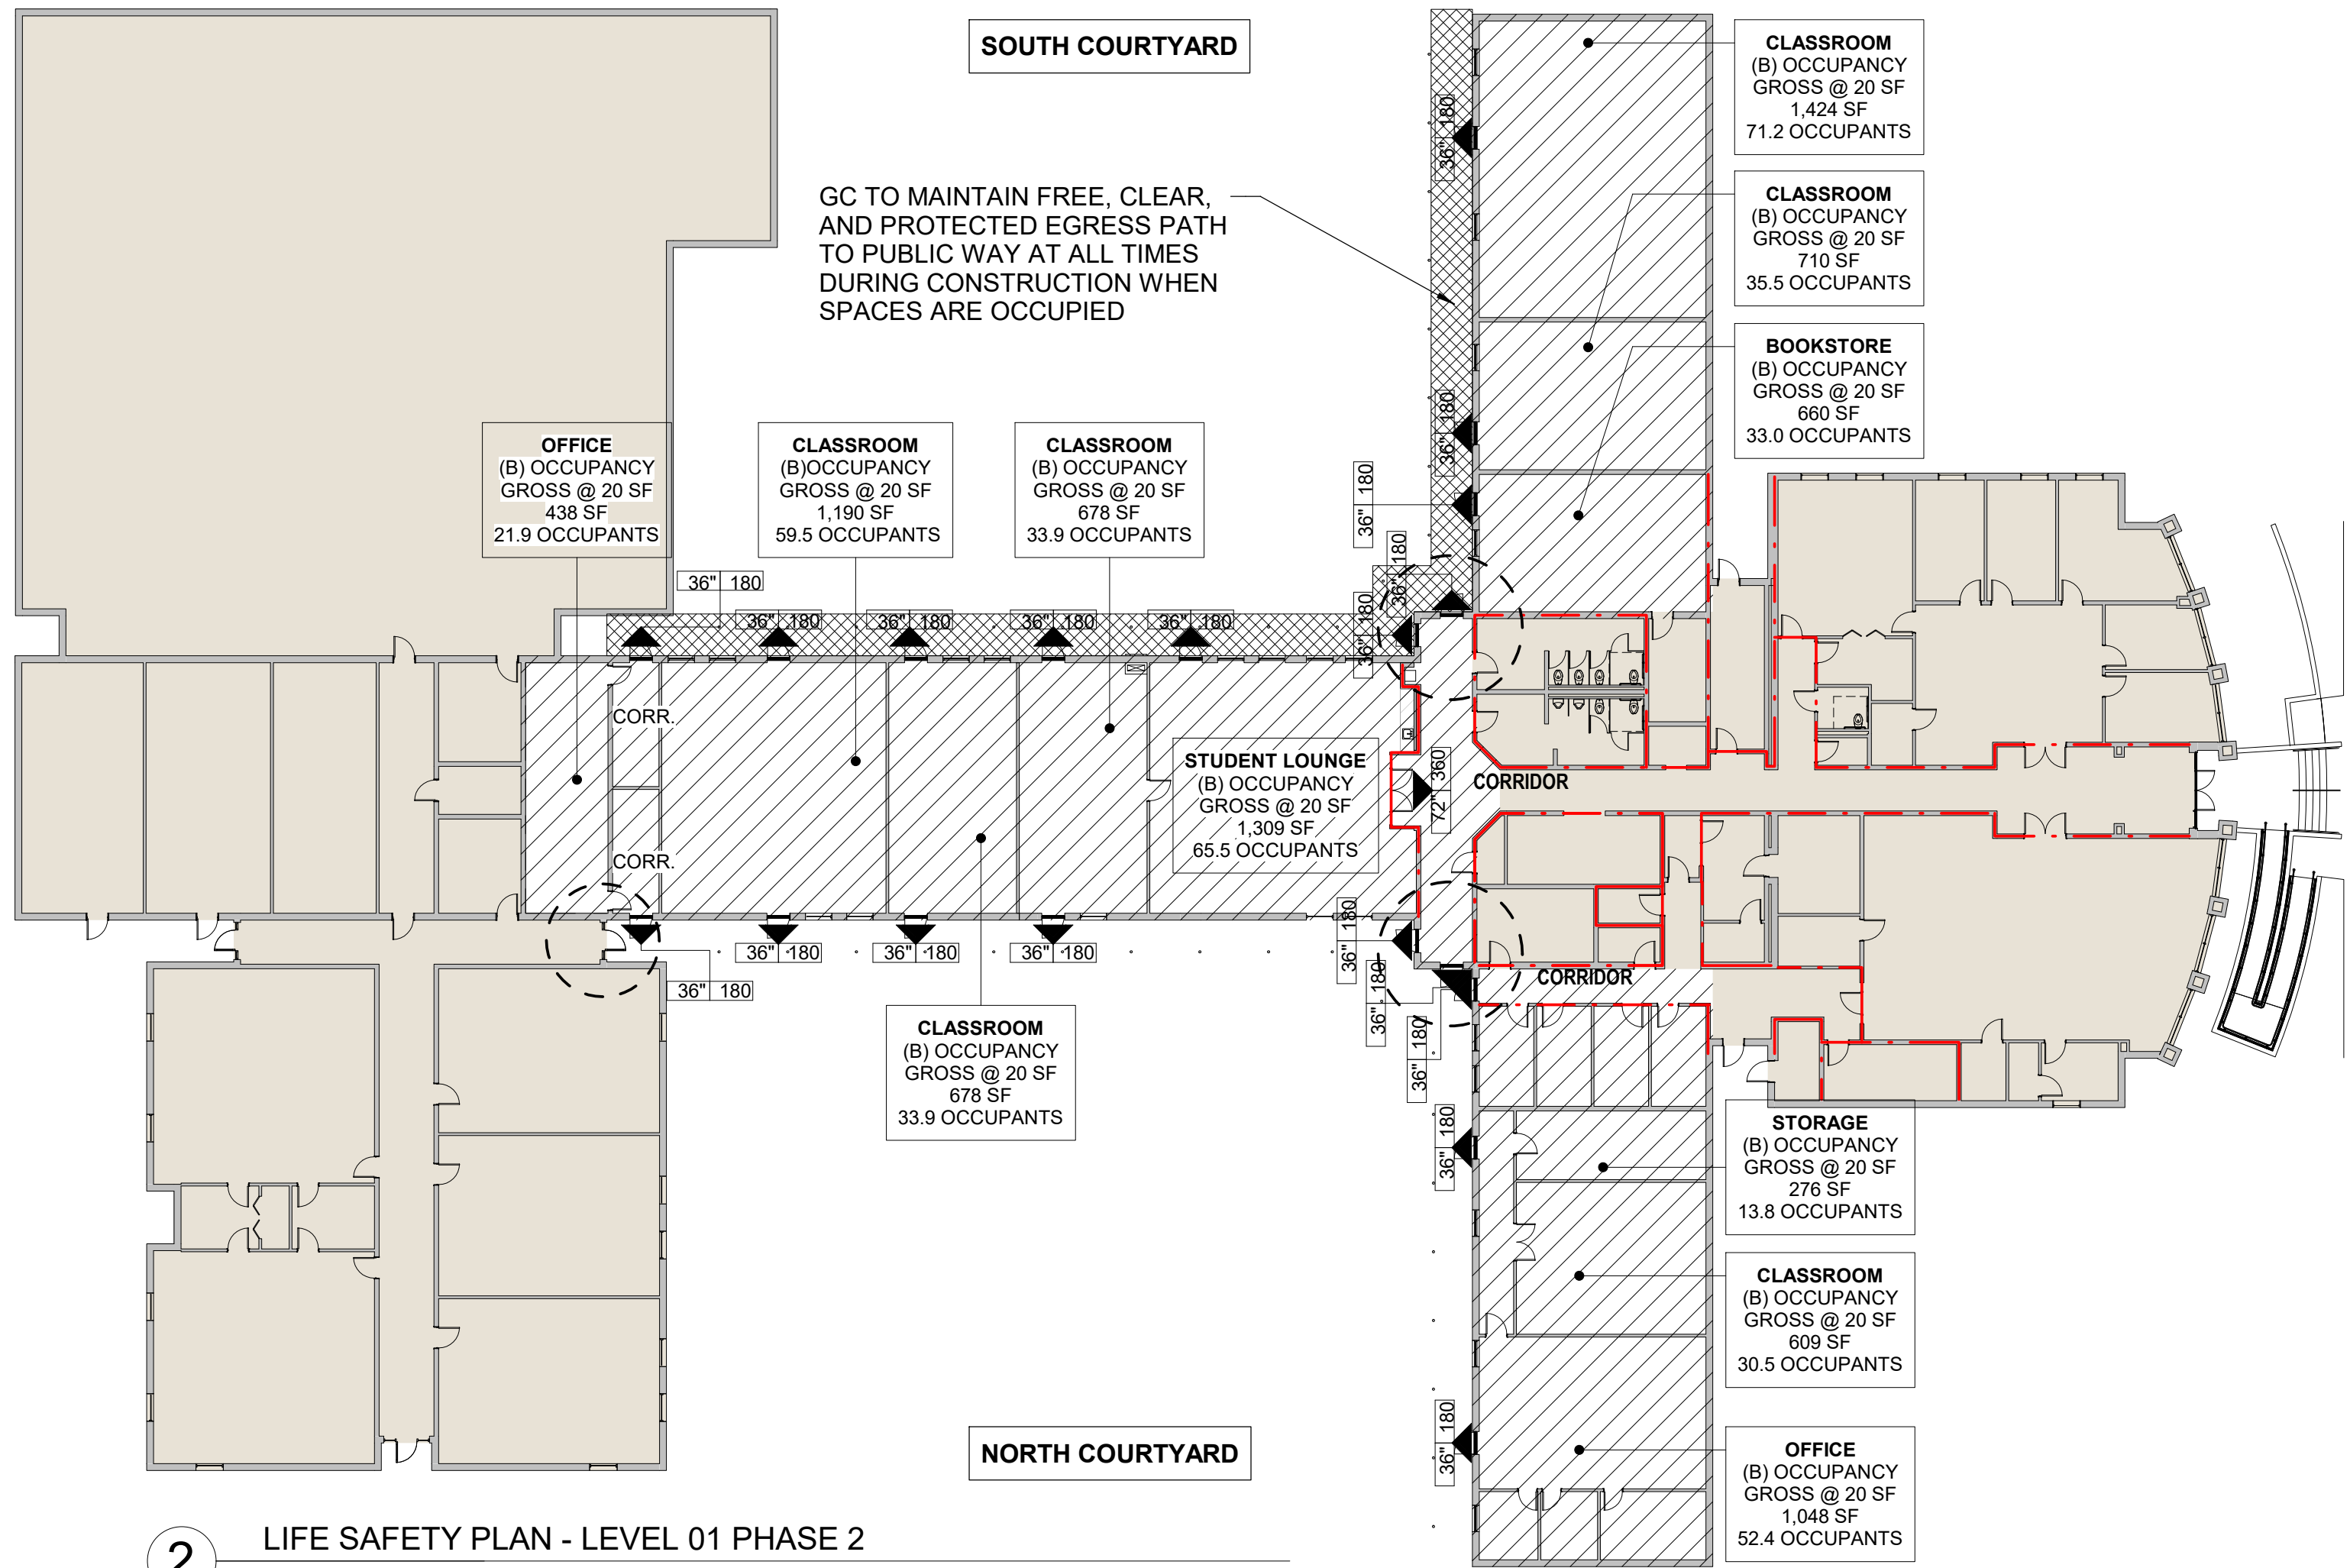 SOUTH COURTYARD
CLASSROOM
(B) OCCUPANCY
GROSS @ 20 SF
1,424 SF
71.2 OCCUPANTS
36" 180
GC TO MAINTAIN FREE, CLEAR,
AND PROTECTED EGRESS PATH
TO PUBLIC WAY AT ALL TIMES
DURING CONSTRUCTION WHEN
SPACES ARE OCCUPIED
CLASSROOM
(B) OCCUPANCY
GROSS @ 20 SF
710 SF
35.5 OCCUPANTS
BOOKSTORE
(B) OCCUPANCY
GROSS @ 20 SF
660 SF
33.0 OCCUPANTS
36" 180
36" 180
36" 180
36" 180
OFFICE
(B) OCCUPANCY
GROSS @ 20 SF
438 SF
21.9 OCCUPANTS
CLASSROOM
(B)OCCUPANCY
GROSS @ 20 SF
1,190 SF
59.5 OCCUPANTS
CLASSROOM
(B) OCCUPANCY
GROSS @ 20 SF
678 SF
33.9 OCCUPANTS
36" 180
36" 180
36" 180
36" 180
36" 180
CORR.
CORR.
STUDENT LOUNGE
(B) OCCUPANCY
GROSS @ 20 SF
1,309 SF
65.5 OCCUPANTS
72" 360
CORRIDOR
CORRIDOR
36" 180
36" 180
36" 180
36" 180
36" 180
36" 180
36" 180
CLASSROOM
(B) OCCUPANCY
GROSS @ 20 SF
678 SF
33.9 OCCUPANTS
36" 180
STORAGE
(B) OCCUPANCY
GROSS @ 20 SF
276 SF
13.8 OCCUPANTS
CLASSROOM
(B) OCCUPANCY
GROSS @ 20 SF
609 SF
30.5 OCCUPANTS
36" 180
NORTH COURTYARD
OFFICE
(B) OCCUPANCY
GROSS @ 20 SF
1,048 SF
52.4 OCCUPANTS
2
LIFE SAFETY PLAN - LEVEL 01 PHASE 2